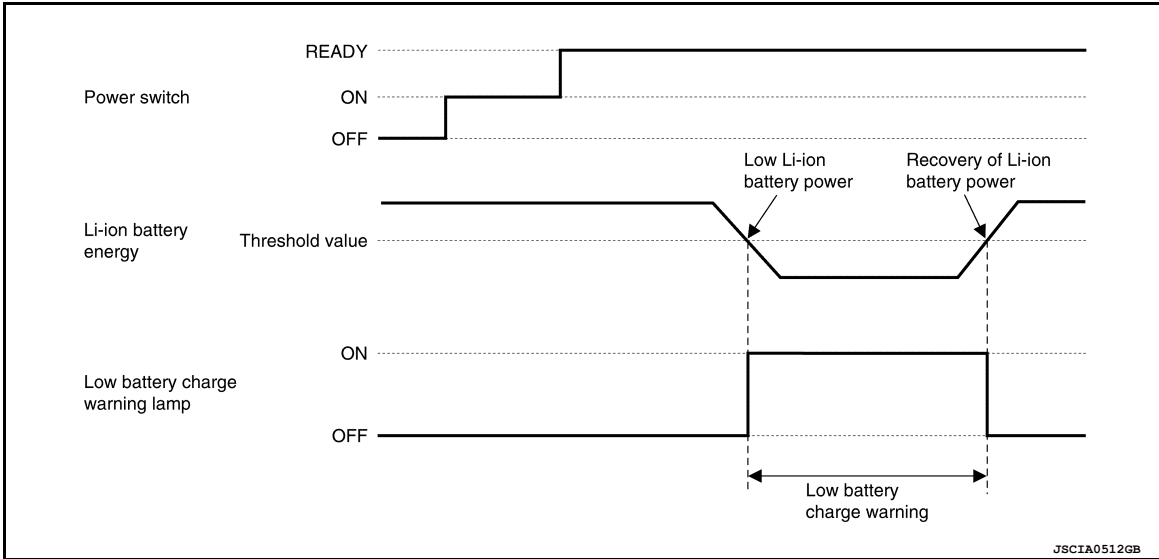 READY
Power switch
ON
OFF
Low Li-ion
battery power
Recovery of Li-ion
battery power
Li-ion battery
energy
Threshold value
ON
Low battery charge
warning lamp
OFF
Low battery
charge warning
JSCIA0512GB